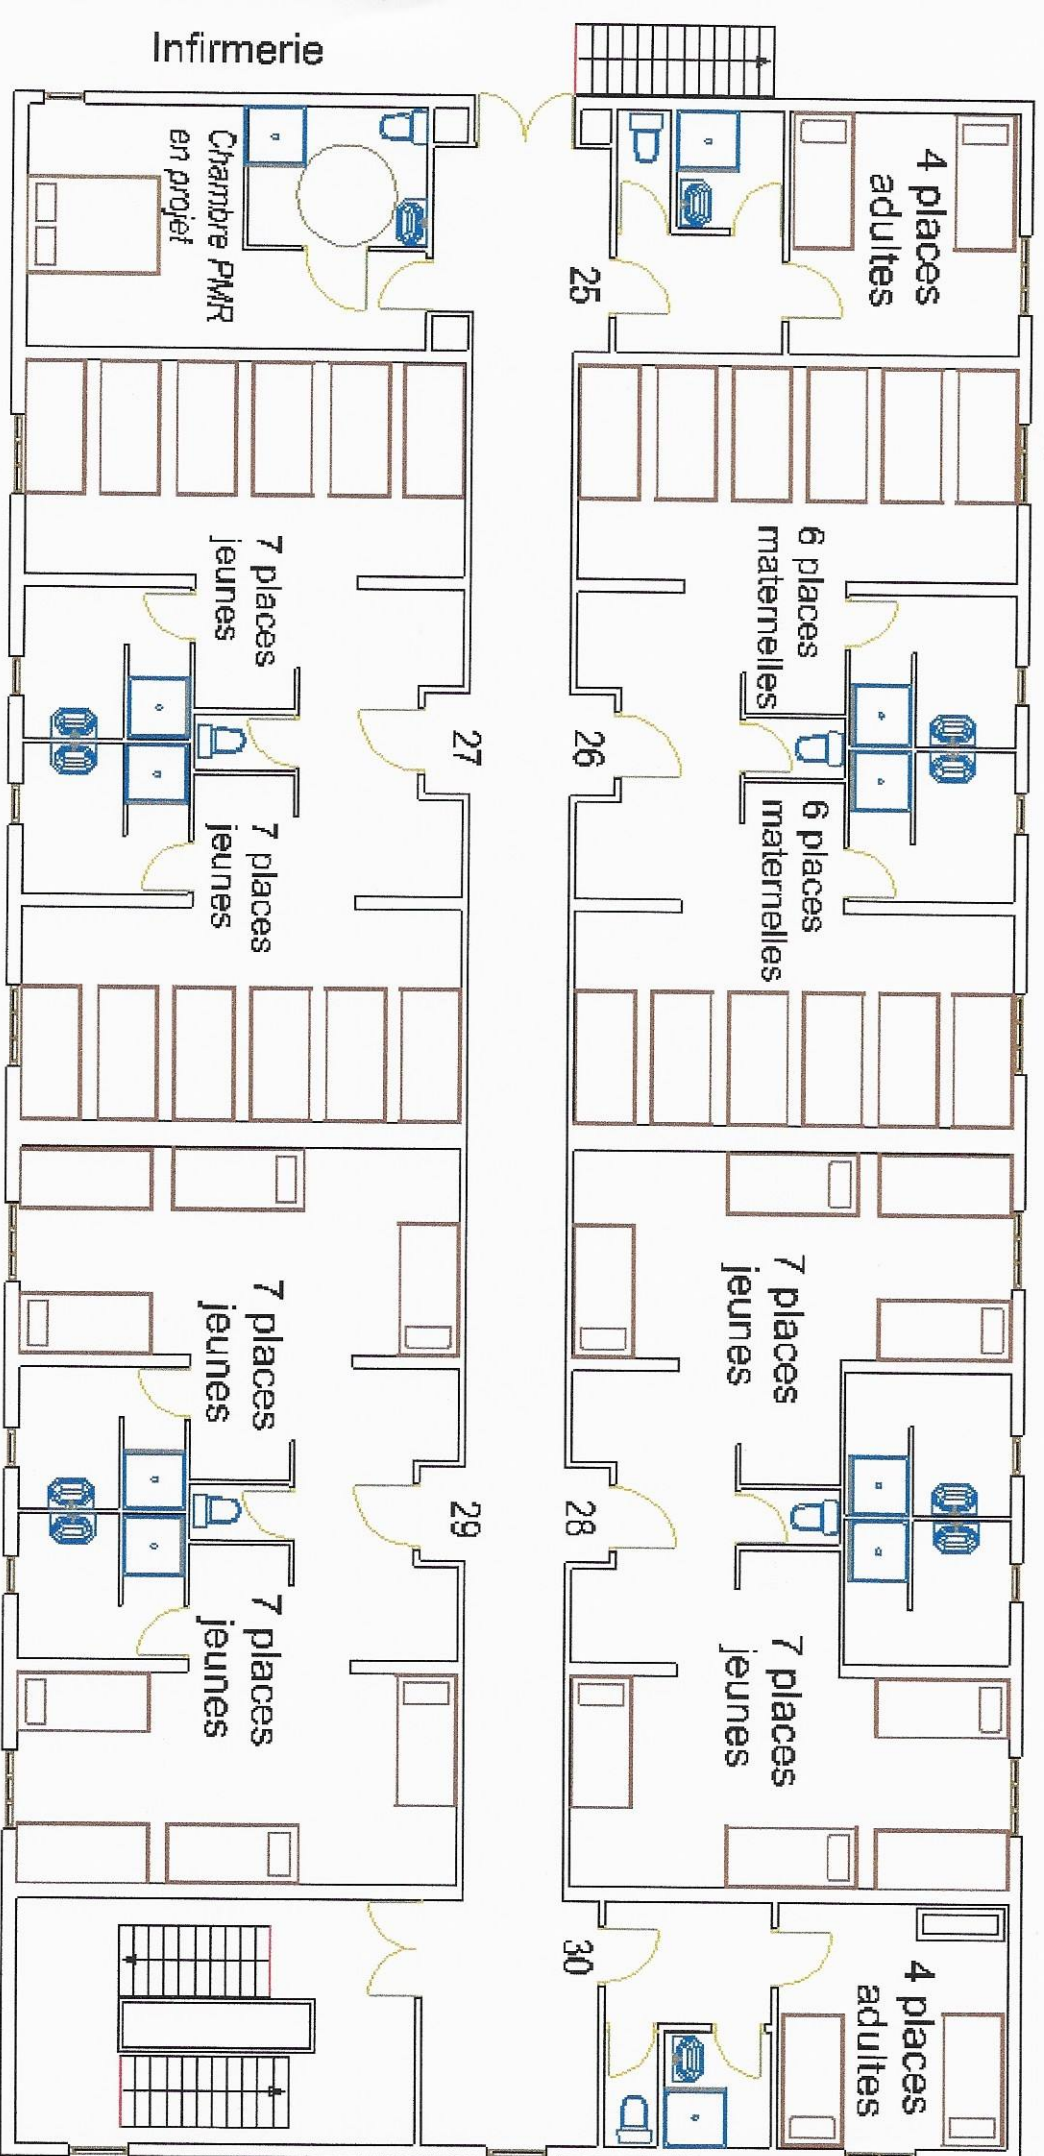 Infirmerie
Chambre PMR
en projet
4 places
adultes
25
7 places
jeunes
6 places
maternelles
27
26
7 places
jeunes
6 places
maternelles
7 places
jeunes
7 places
jeunes
29
28
7 places
jeunes
7 places
jeunes
30
4 places
adultes